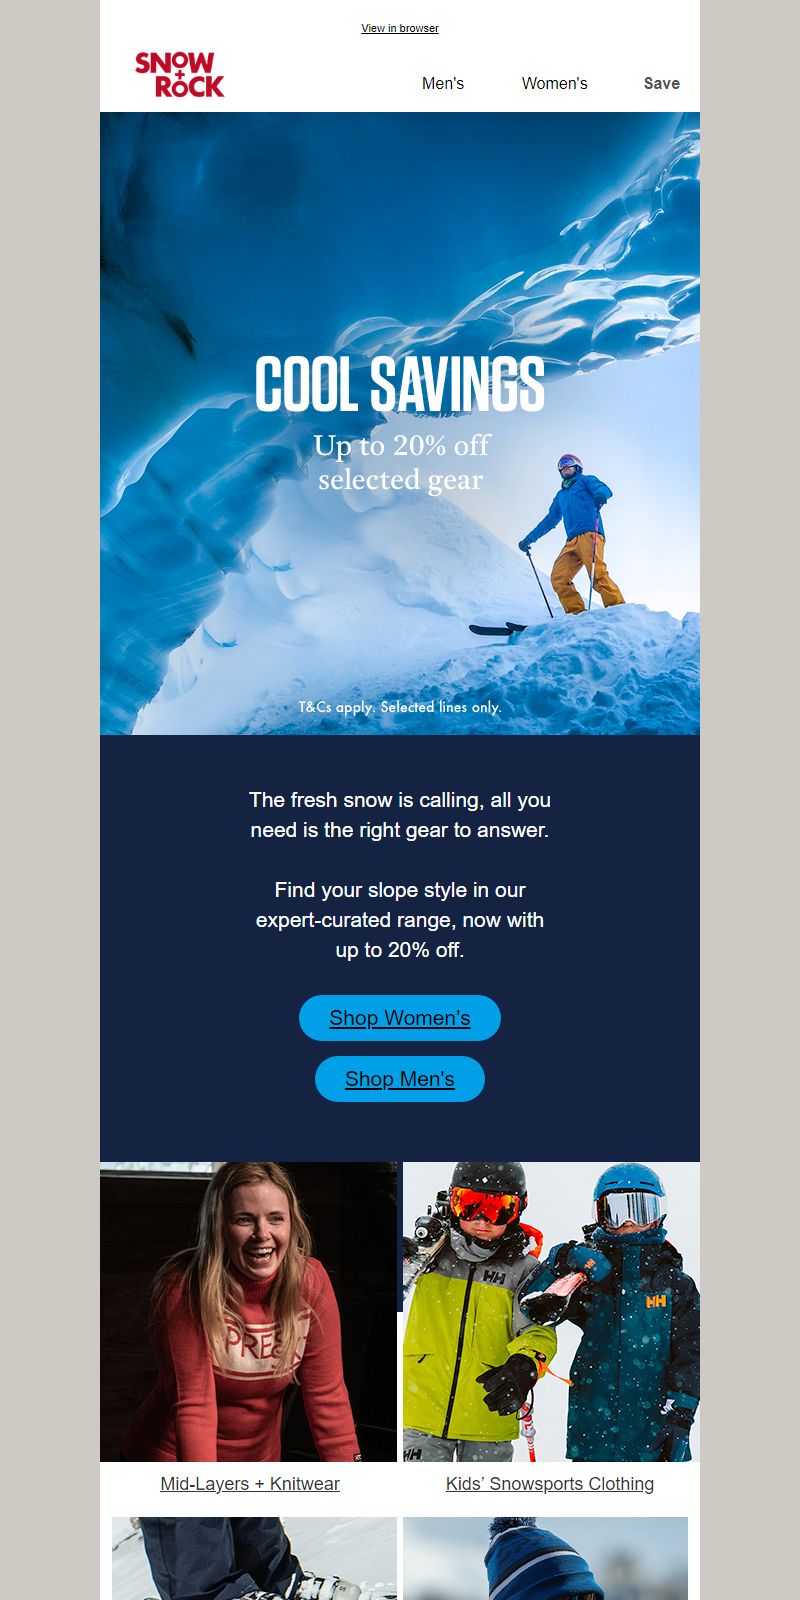 View in browser
SNOW
+
ROCK
Men's Women's Save
COOL SAVINGS
Up to 20% off
selected gear
T&Cs apply. Selected lines only.
The fresh snow is calling, all you
need is the right gear to answer.
Find your slope style in our
expert-curated range, now with
up to 20% off.
Shop Women's
Shop Men's
HH
HH
HH
Mid-Layers + Knitwear
Kids’ Snowsports Clothing